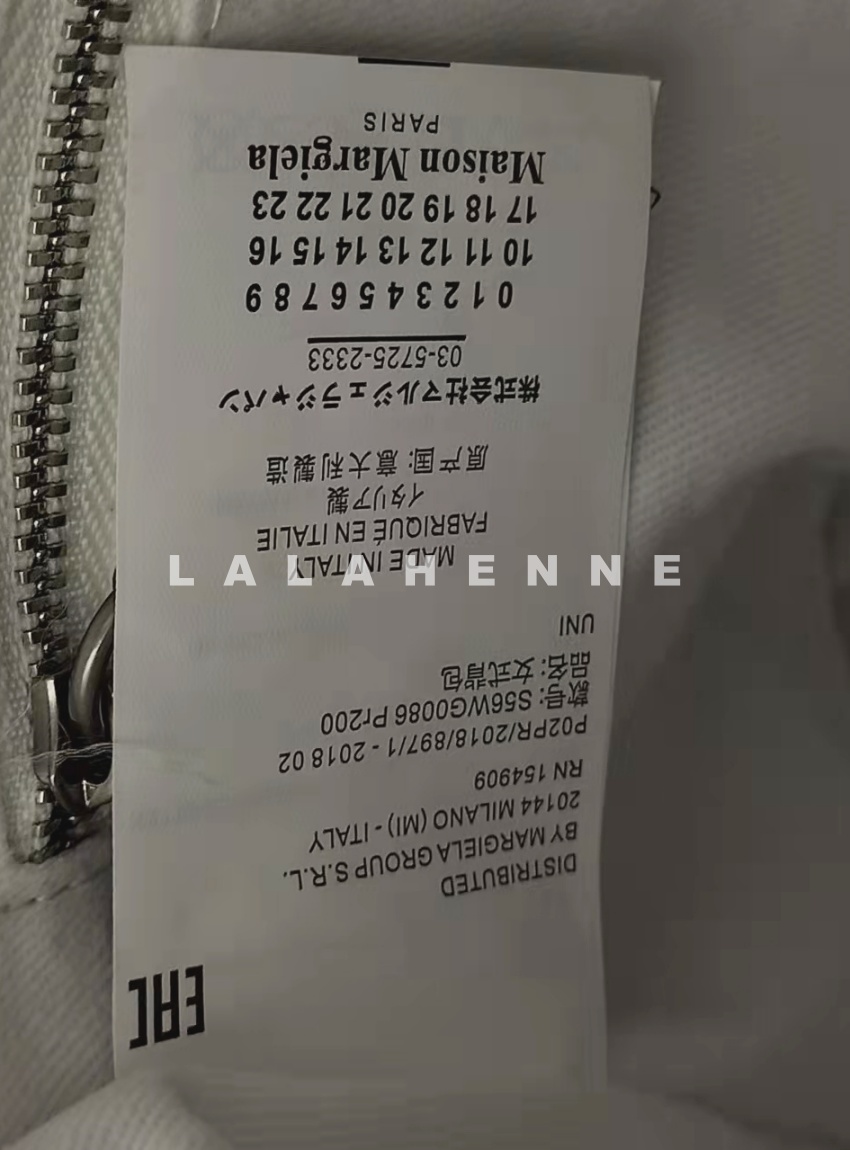 EAC
DISTRIBUTED
BY MARGIELA GROUP S.R.L.
20144 MILANO (MI) - ITALY
RN 154909
P02PR/2018/897/1 - 2018 02
款号: S56WG0086 Pr200
品名: 女式背包
UNI
MADE IN ITALY
FABRIQUÉ EN ITALIE
イタリア製
原产国: 意大利製造
株式会社マルジェラジャパン
03-5725-2333
0 1 2 3 4 5 6 7 8 9
10 11 12 13 14 15 16
17 18 19 20 21 22 23
Maison Margiela
PARIS
LALAHENNE